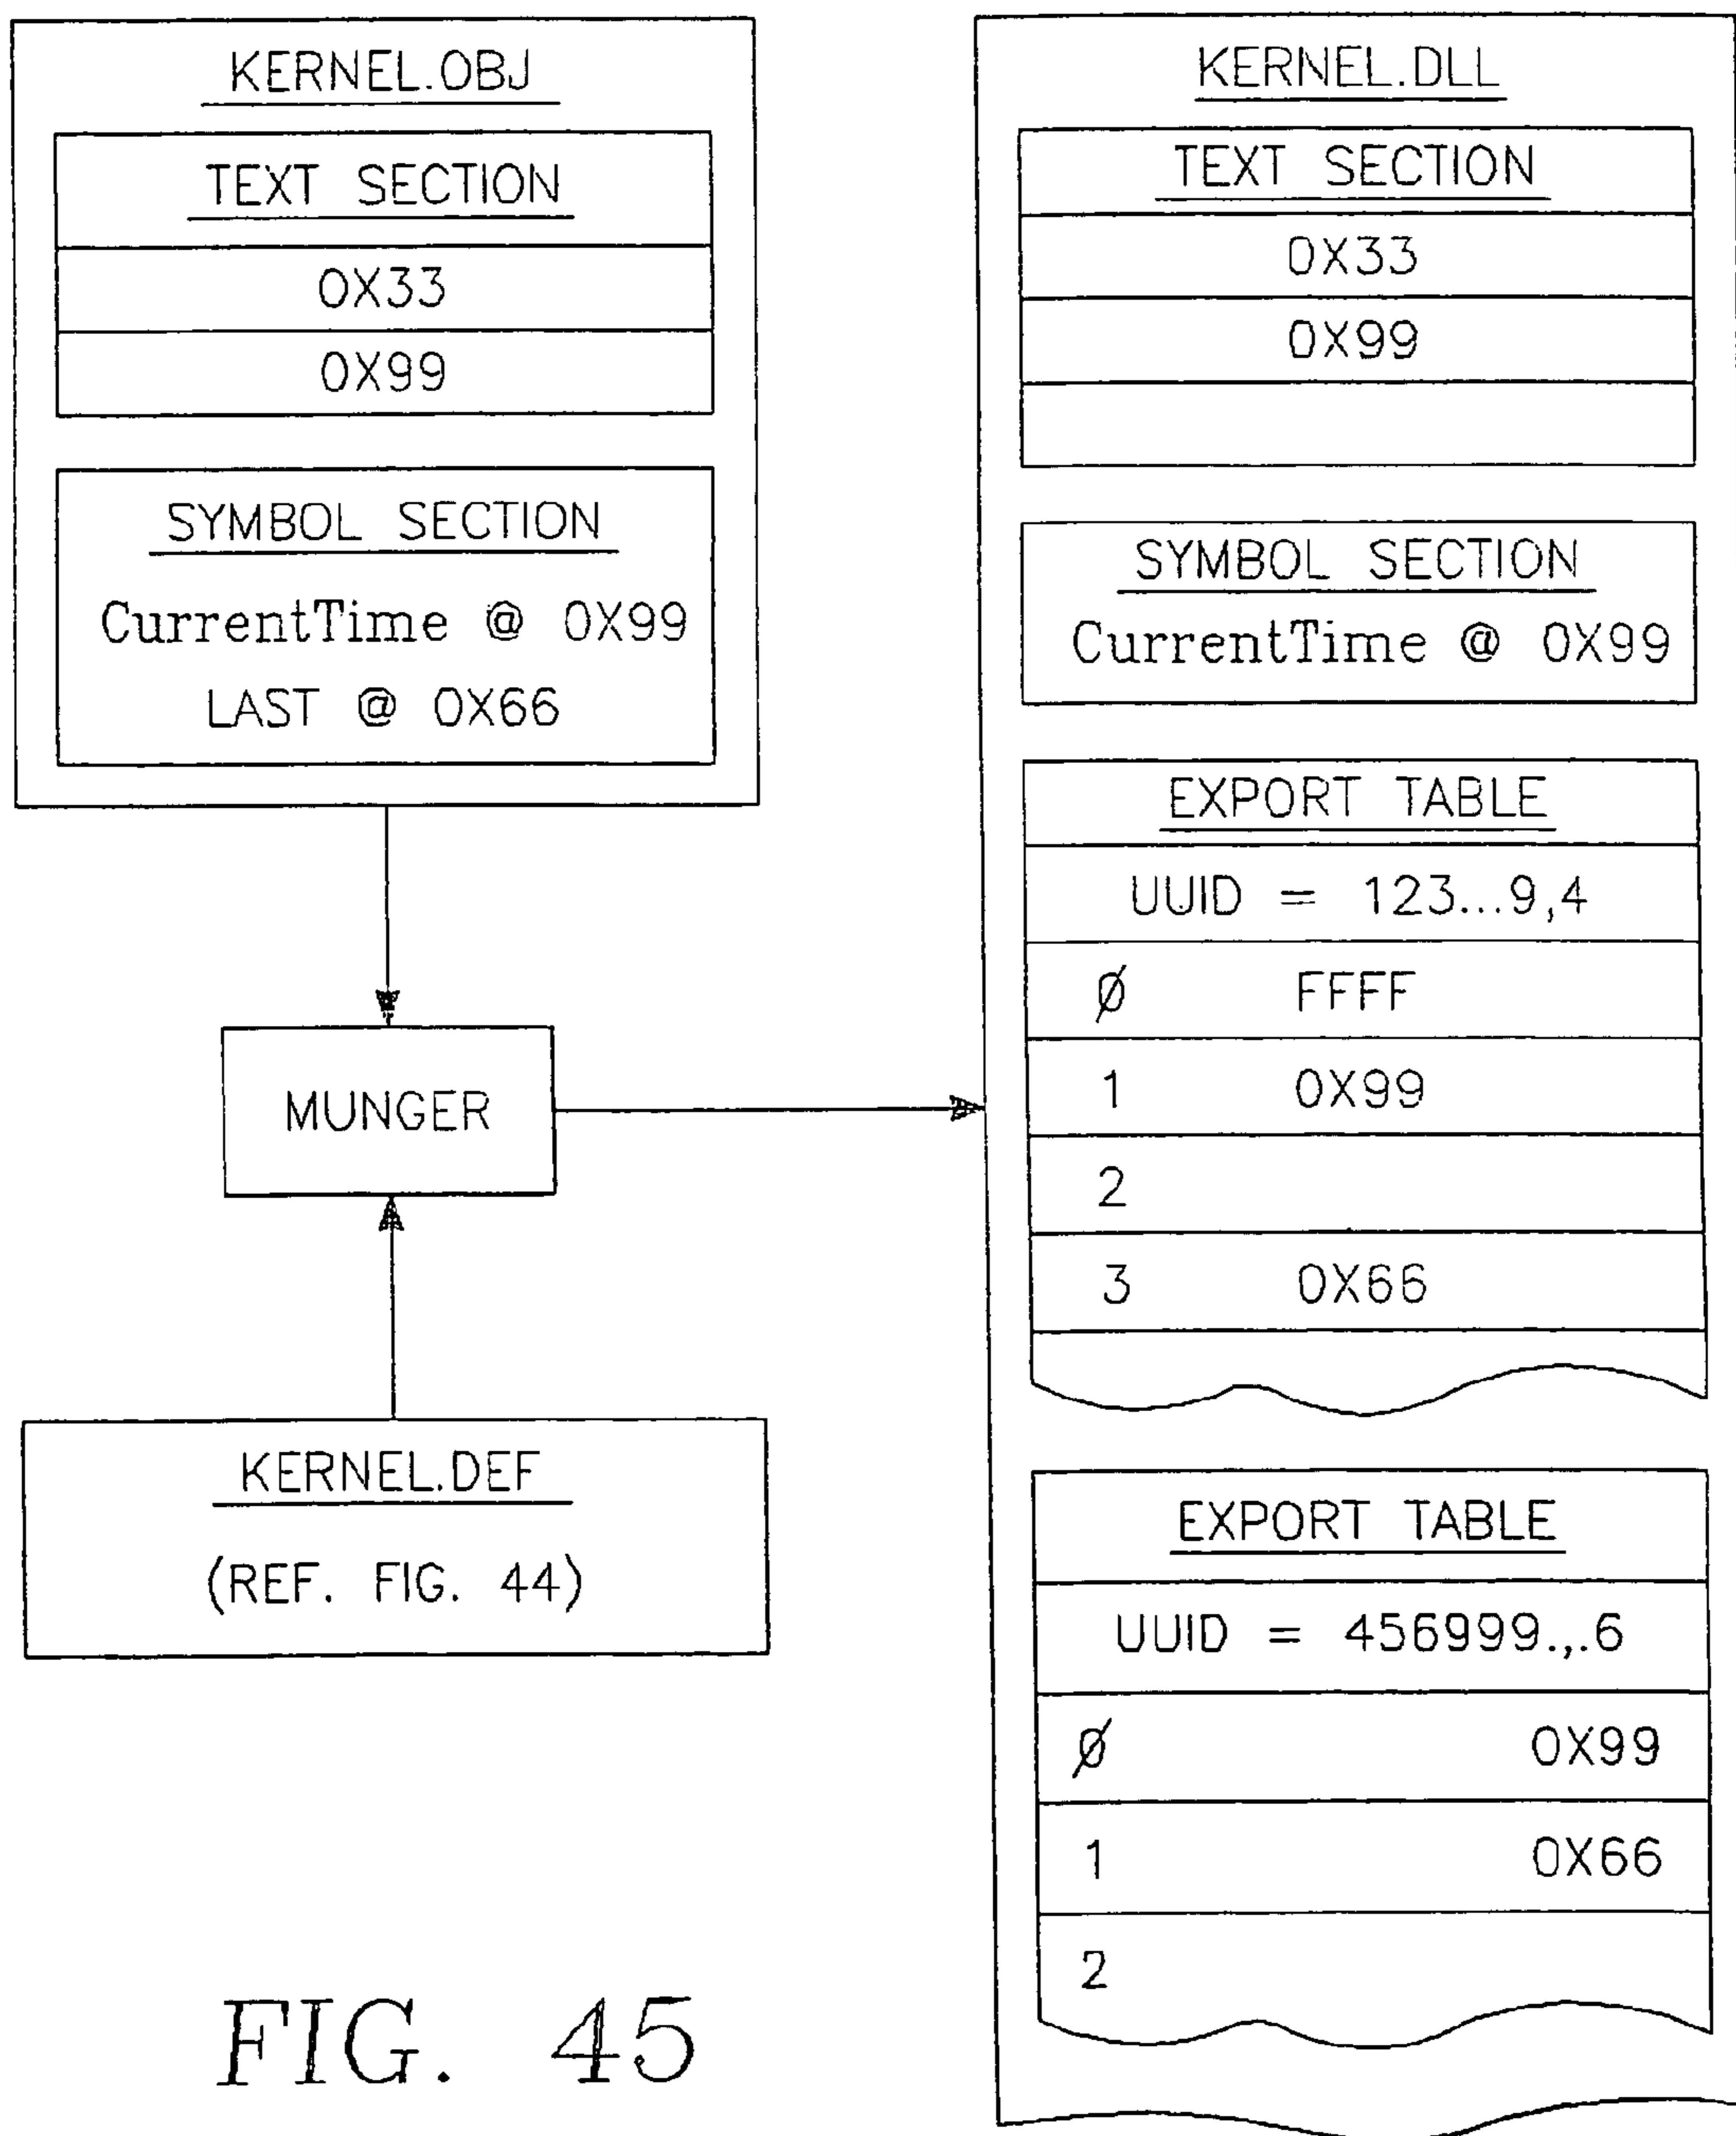 KERNEL.OBJ
TEXT SECTION
0X33
0X99
SYMBOL SECTION
CurrentTime @ 0X99
LAST @ 0X66
MUNGER
KERNEL.DEF
(REF. FIG. 44)
KERNEL.DLL
TEXT SECTION
0X33
0X99
SYMBOL SECTION
CurrentTime @ 0X99
EXPORT TABLE
UUID = 123...9,4
Ø FFFF
1 0X99
2
3 0X66
EXPORT TABLE
UUID = 456999.,.6
Ø 0X99
1 0X66
2
FIG. 45